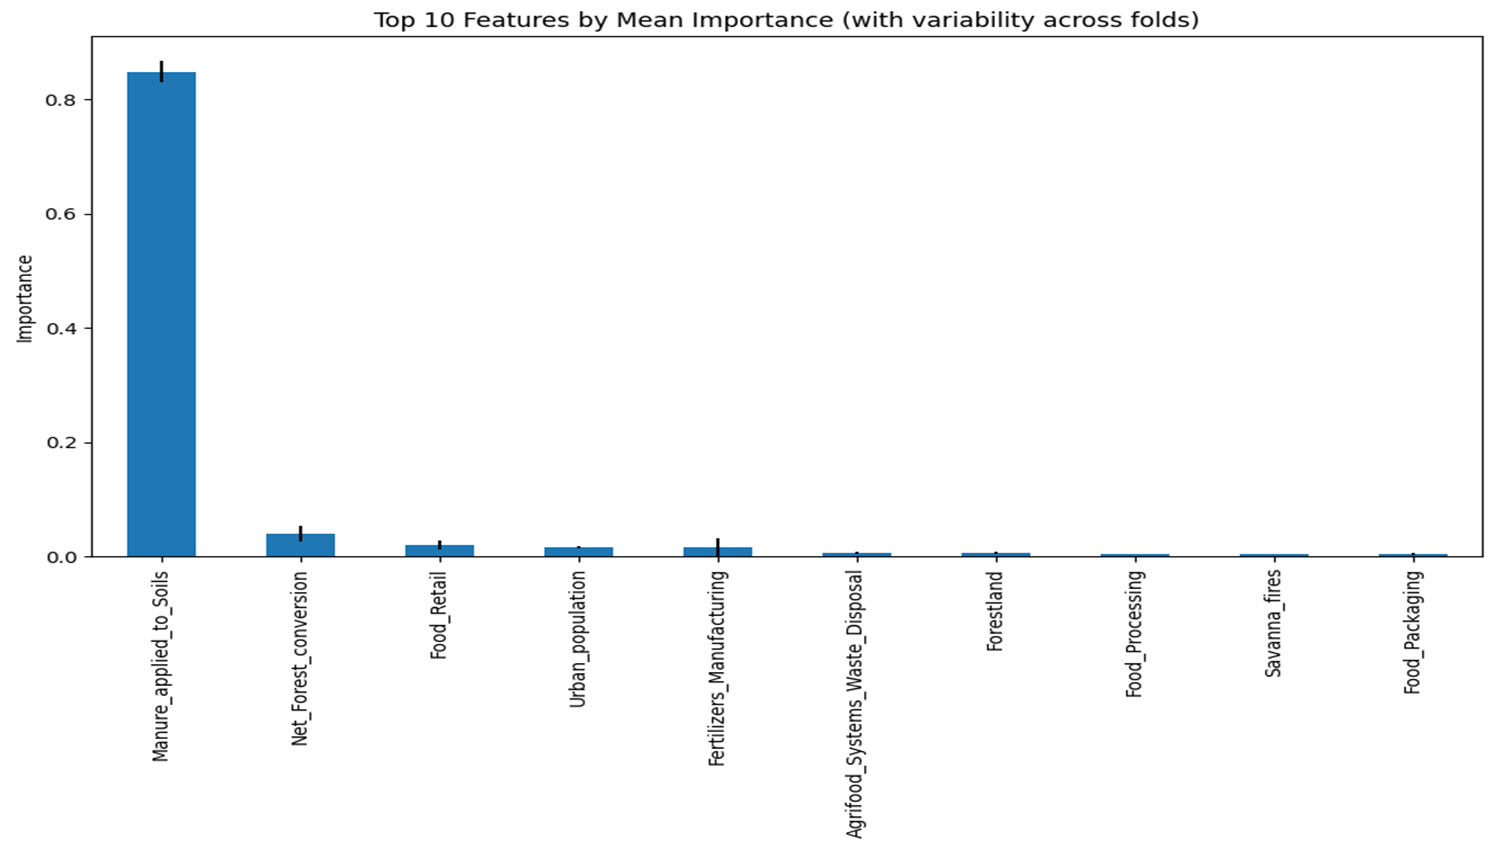 Top 10 Features by Mean Importance (with variability across folds)
Importance
0.8
0.6
0.4
0.2
0.0
Manure_applied_to_Soils
Net_Forest_conversion
Food_Retail
Urban_population
Fertilizers_Manufacturing
Agrifood_Systems_Waste_Disposal
Forestland
Food_Processing
Savanna_fires
Food_Packaging